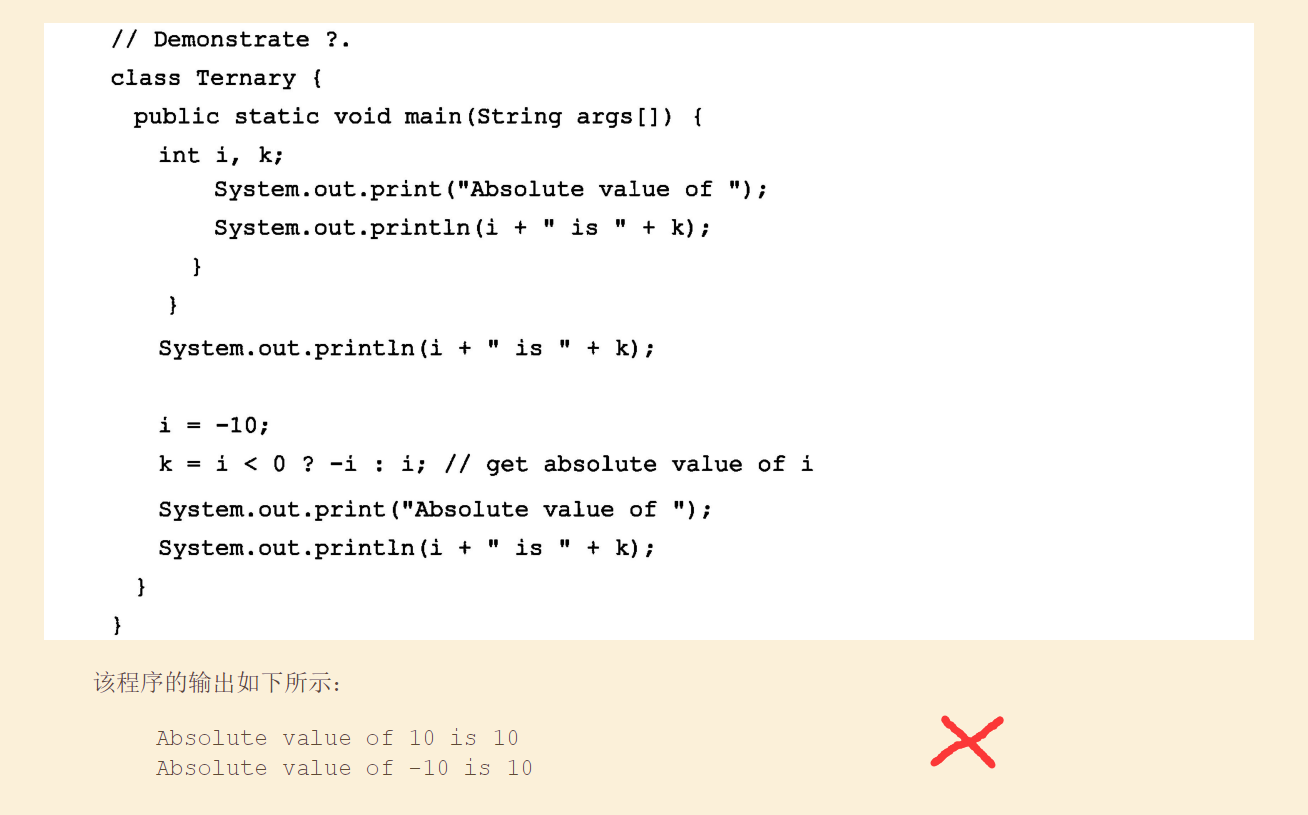 // Demonstrate ?.
class Ternary {
public static void main(String args[]) {
int i, k;
System.out.print("Absolute value of ");
System.out.println(i + " is " + k);
}
}
System.out.println(i + " is " + k);
i = -10;
k = i < 0 ? -i : i; // get absolute value of i
System.out.print("Absolute value of ");
System.out.println(i + " is " + k);
}
}
该程序的输出如下所示：
Absolute value of 10 is 10
Absolute value of -10 is 10